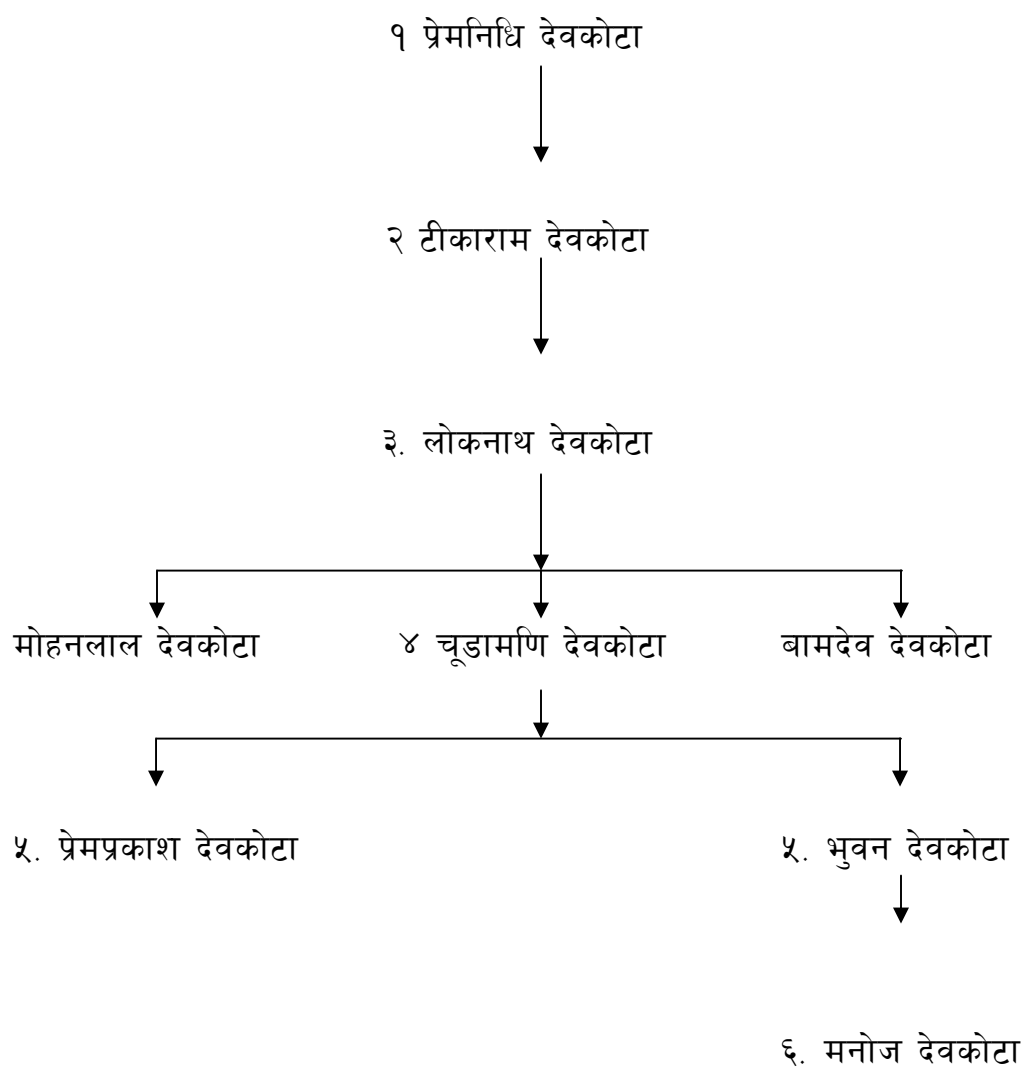 १ प्रेमनिधि देवकोटा
२ टीकाराम देवकोटा
३. लोकनाथ देवकोटा
मोहनलाल देवकोटा ४ चूडामणि देवकोटा बामदेव देवकोटा
५. प्रेमप्रकाश देवकोटा ५. भुवन देवकोटा
६. मनोज देवकोटा